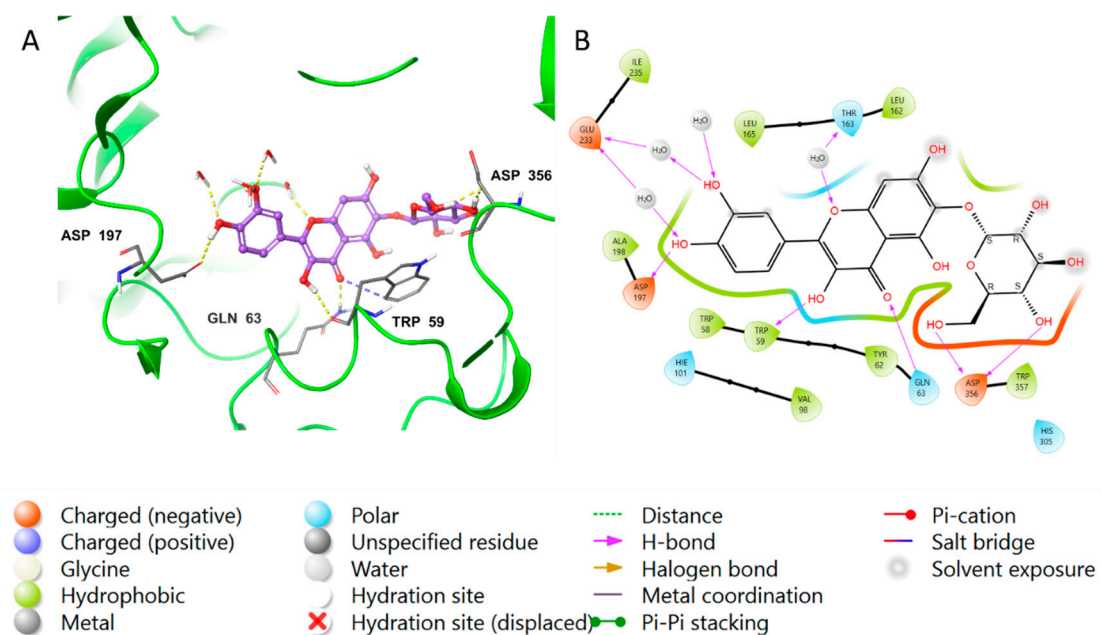 A
ASP 356
ASP 197
GLN 63
TRP 59
B
ILE
235
GLU
233
H₂O
H₂O
H₂O
LEU
165
THR
163
LEU
162
H₂O
OH
OH
OH
O
O
OH
O
OH
O
S
R
OH
S
OH
R
S
O
HO
OH
ALA
198
ASP
197
TRP
58
TRP
59
TYR
62
GLN
63
HIE
101
VAL
98
ASP
356
TRP
357
HIS
305
Charged (negative)
Charged (positive)
Glycine
Hydrophobic
Metal
Polar
Unspecified residue
Water
Hydration site
Hydration site (displaced)
Distance
H-bond
Halogen bond
Metal coordination
Pi-Pi stacking
Pi-cation
Salt bridge
Solvent exposure